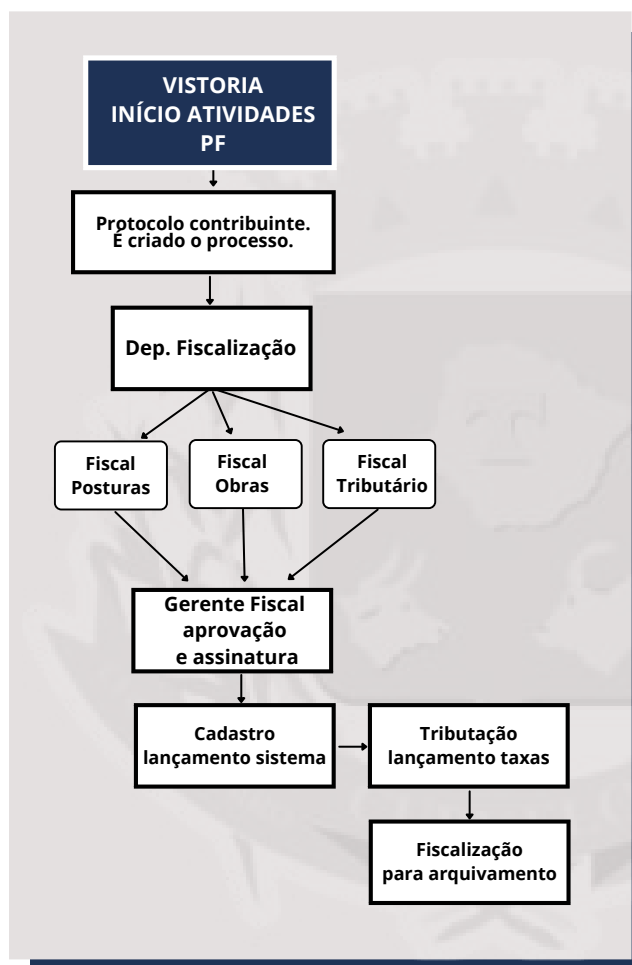 VISTORIA
INÍCIO ATIVIDADES
PF
Protocolo contribuinte.
É criado o processo.
Dep. Fiscalização
Fiscal
Posturas
Fiscal
Obras
Fiscal
Tributário
Gerente Fiscal
aprovação
e assinatura
Cadastro
lançamento sistema
Tributação
lançamento taxas
Fiscalização
para arquivamento